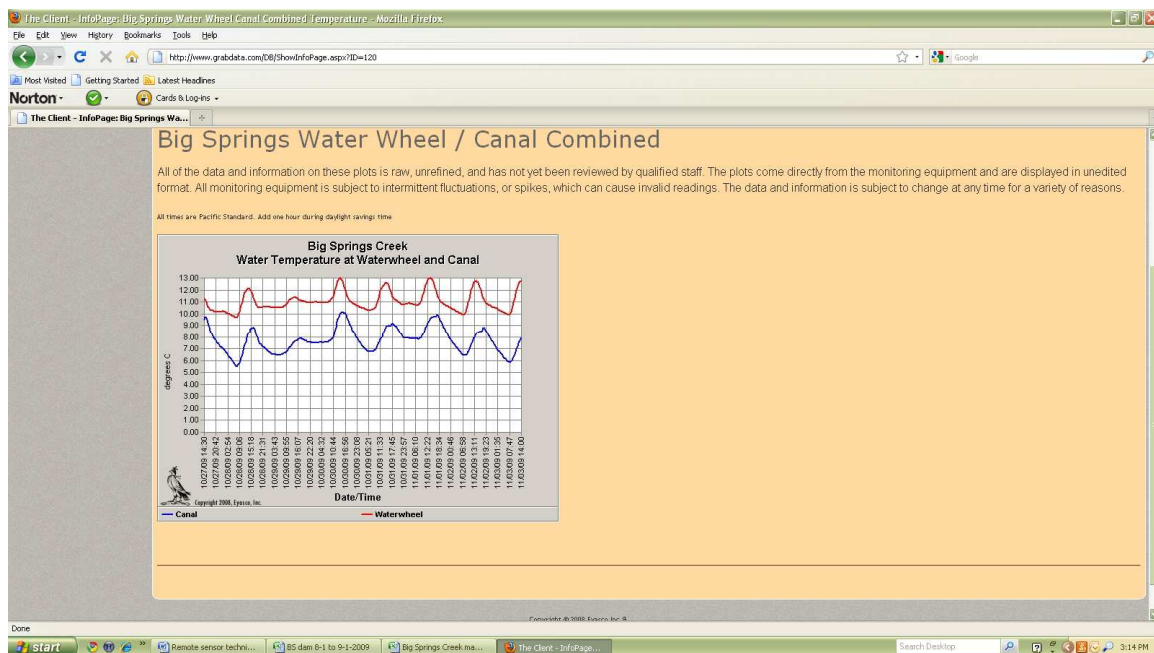 The Client - InfoPage: Big Springs Water Wheel Canal Combined Temperature - Mozilla Firefox
File Edit View History Bookmarks Tools Help
http://www.grabdata.com/DB/ShowInfoPage.aspx?ID=120
Google
Most Visited Getting Started Latest Headlines
Norton - Cards & Log-ins
The Client - InfoPage: Big Springs Wa...
Big Springs Water Wheel / Canal Combined
All of the data and information on these plots is raw, unrefined, and has not yet been reviewed by qualified staff. The plots come directly from the monitoring equipment and are displayed in unedited
format. All monitoring equipment is subject to intermittent fluctuations, or spikes, which can cause invalid readings. The data and information is subject to change at any time for a variety of reasons.
All times are Pacific Standard. Add one hour during daylight savings time
Big Springs Creek
Water Temperature at Waterwheel and Canal
13.00
12.00
11.00
10.00
9.00
8.00
7.00
6.00
5.00
4.00
3.00
2.00
1.00
0.00
degrees C
10/27/09 14:30
10/27/09 20:42
10/28/09 02:54
10/28/09 09:06
10/28/09 15:18
10/28/09 21:31
10/29/09 03:43
10/29/09 09:55
10/29/09 16:07
10/29/09 22:20
10/30/09 04:32
10/30/09 10:44
10/30/09 16:56
10/30/09 23:08
10/31/09 05:21
10/31/09 11:33
10/31/09 17:45
10/31/09 23:57
11/01/09 06:10
11/01/09 12:22
11/01/09 18:34
11/02/09 00:46
11/02/09 06:58
11/02/09 13:11
11/02/09 19:23
11/03/09 01:35
11/03/09 07:47
11/03/09 14:00
Date/Time
Copyright 2008, Eyasco, Inc.
Canal Waterwheel
Copyright © 2008 Eyasco Inc
Done
start Remote sensor techni... BS dam 8-1 to 9-1-2009 Big Springs Creek ma... The Client - InfoPage... Search Desktop 3:14 PM